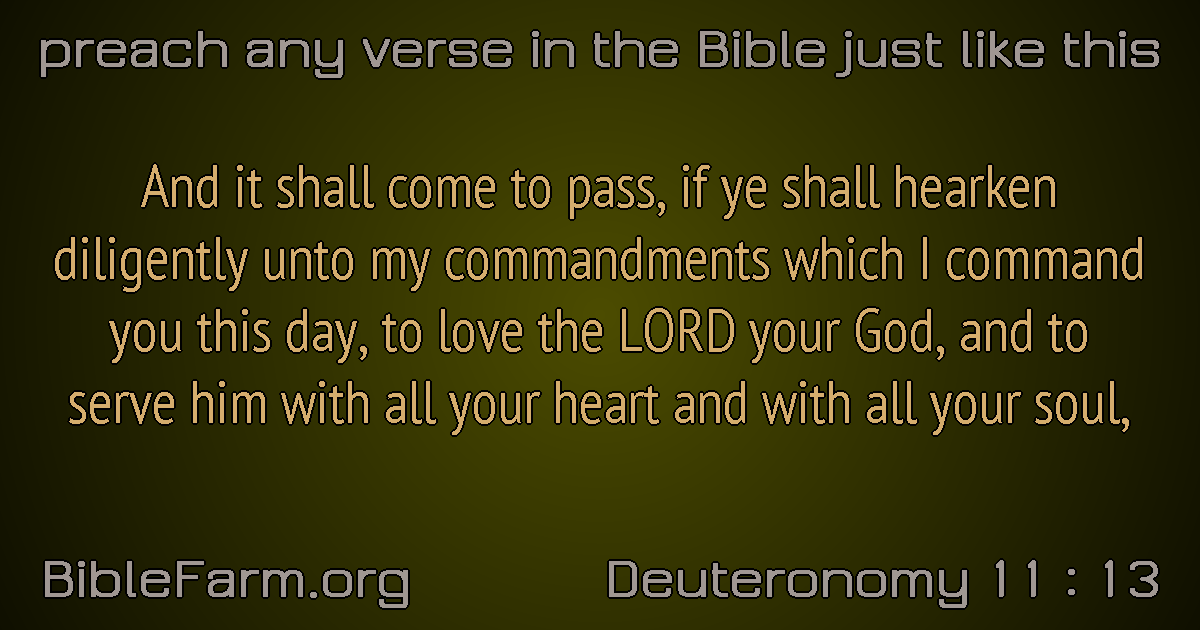 preach any verse in the Bible just like this
And it shall come to pass, if ye shall hearken
diligently unto my commandments which I command
you this day, to love the LORD your God, and to
serve him with all your heart and with all your soul,
BibleFarm.org
Deuteronomy 11 : 13